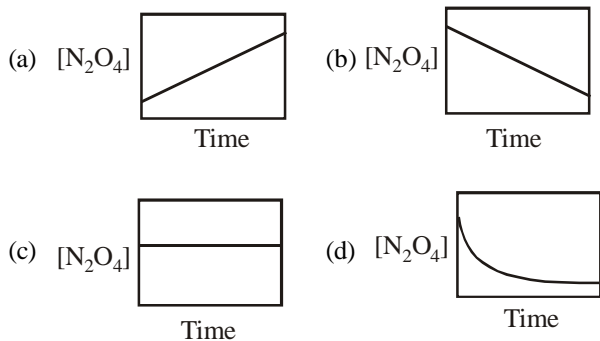 (a) [N₂O₄]
Time
(b) [N₂O₄]
Time
(c) [N₂O₄]
Time
(d) [N₂O₄]
Time